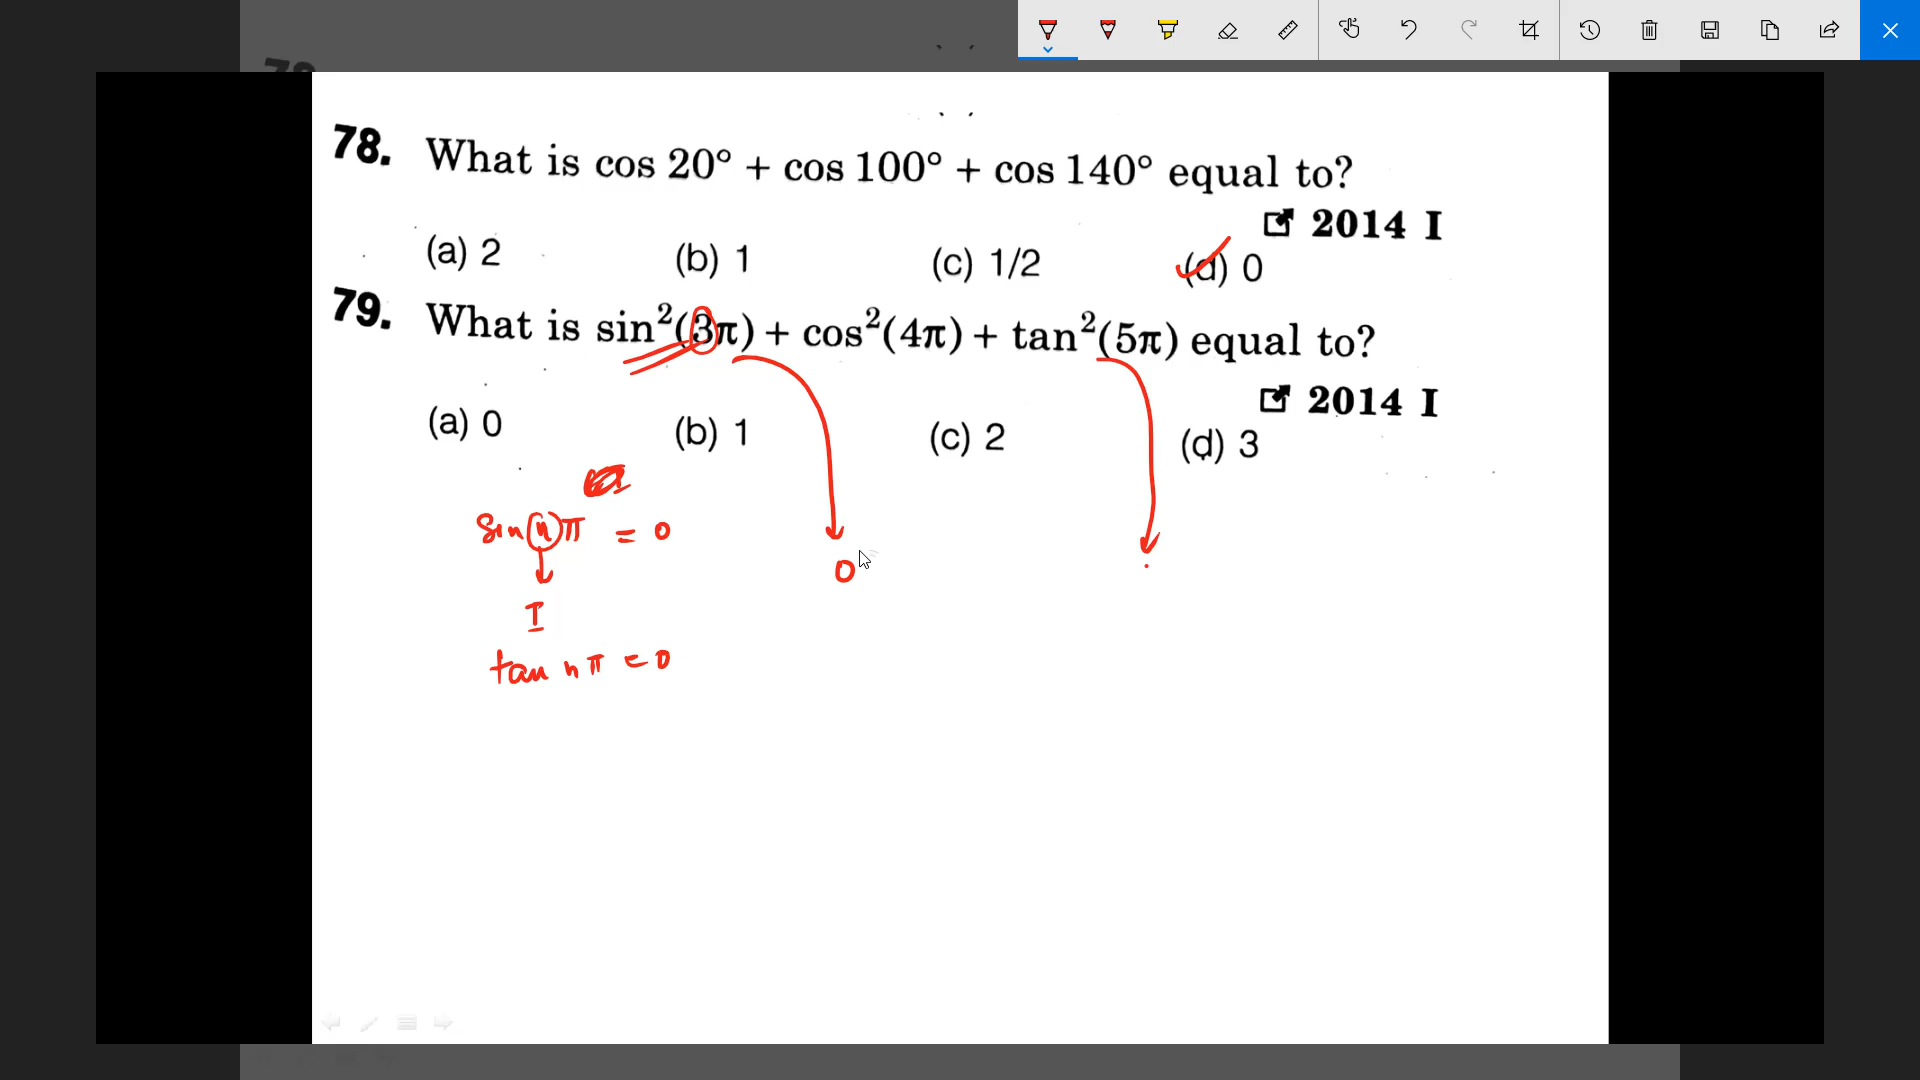 78. What is cos 20° + cos 100° + cos 140° equal to?
2014 I
(a) 2 (b) 1 (c) 1/2 (d) 0
79. What is sin²(3π) + cos²(4π) + tan²(5π) equal to?
2014 I
(a) 0 (b) 1 (c) 2 (d) 3
sin(n)π = 0
0
I
tan nπ = 0